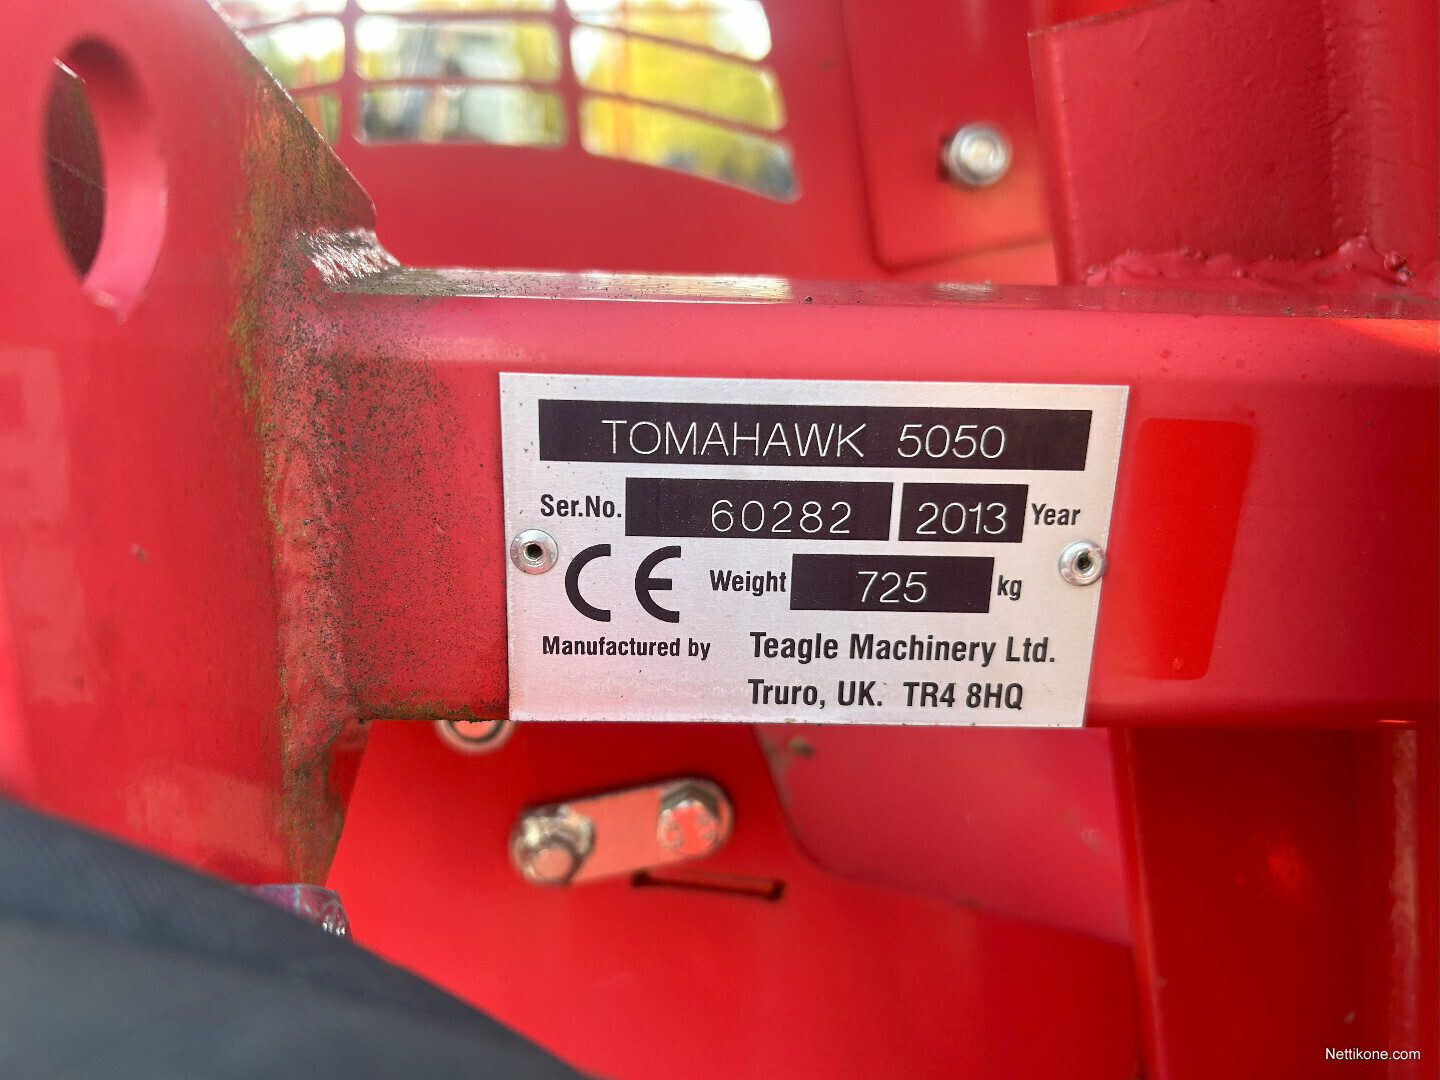 TOMAHAWK 5050
Ser.No. 60282 2013 Year
CE Weight 725 kg
Manufactured by Teagle Machinery Ltd.
Truro, UK. TR4 8HQ
Nettikone.com